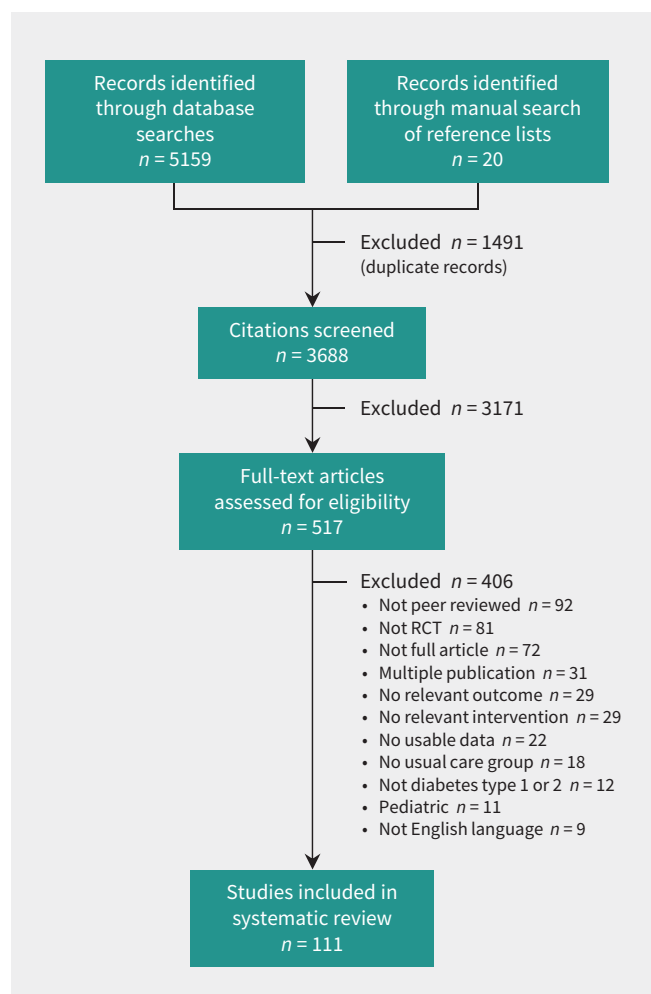 Records identified
through database
searches
n = 5159
Records identified
through manual search
of reference lists
n = 20
Excluded n = 1491
(duplicate records)
Citations screened
n = 3688
Excluded n = 3171
Full-text articles
assessed for eligibility
n = 517
Excluded n = 406
• Not peer reviewed n = 92
• Not RCT n = 81
• Not full article n = 72
• Multiple publication n = 31
• No relevant outcome n = 29
• No relevant intervention n = 29
• No usable data n = 22
• No usual care group n = 18
• Not diabetes type 1 or 2 n = 12
• Pediatric n = 11
• Not English language n = 9
Studies included in
systematic review
n = 111